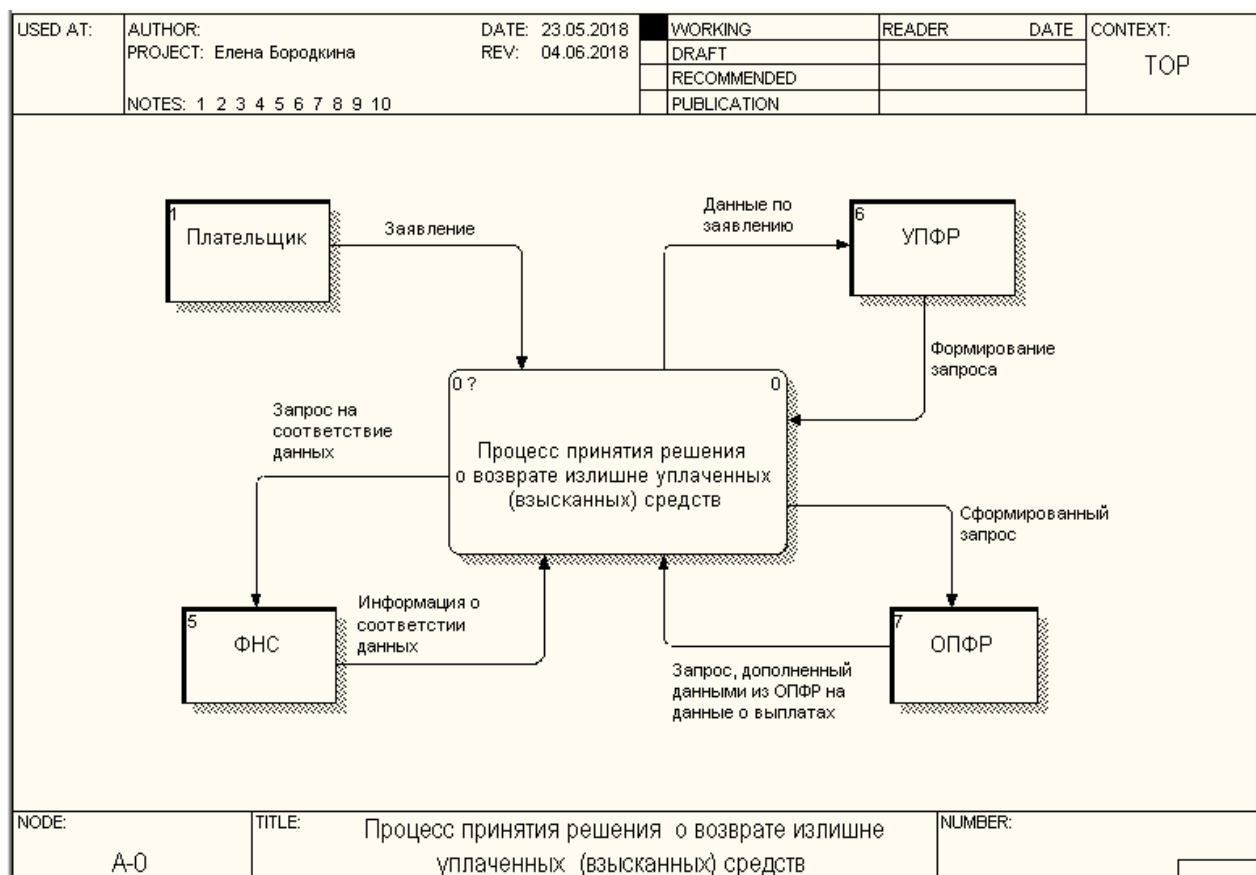 USED AT:
AUTHOR:
DATE: 23.05.2018
WORKING
READER
DATE
CONTEXT:
PROJECT: Елена Бородкина
REV: 04.06.2018
DRAFT
TOP
RECOMMENDED
NOTES: 1 2 3 4 5 6 7 8 9 10
PUBLICATION
1
Плательщик
Заявление
Данные по
заявлению
6
УПФР
Формирование
запроса
0 ?
0
Процесс принятия решения
о возврате излишне уплаченных
(взысканных) средств
Запрос на
соответствие
данных
Сформированный
запрос
5
ФНС
Информация о
соответстии
данных
7
ОПФР
Запрос, дополненный
данными из ОПФР на
данные о выплатах
NODE:
A-0
TITLE:
Процесс принятия решения о возврате излишне
уплаченных (взысканных) средств
NUMBER: